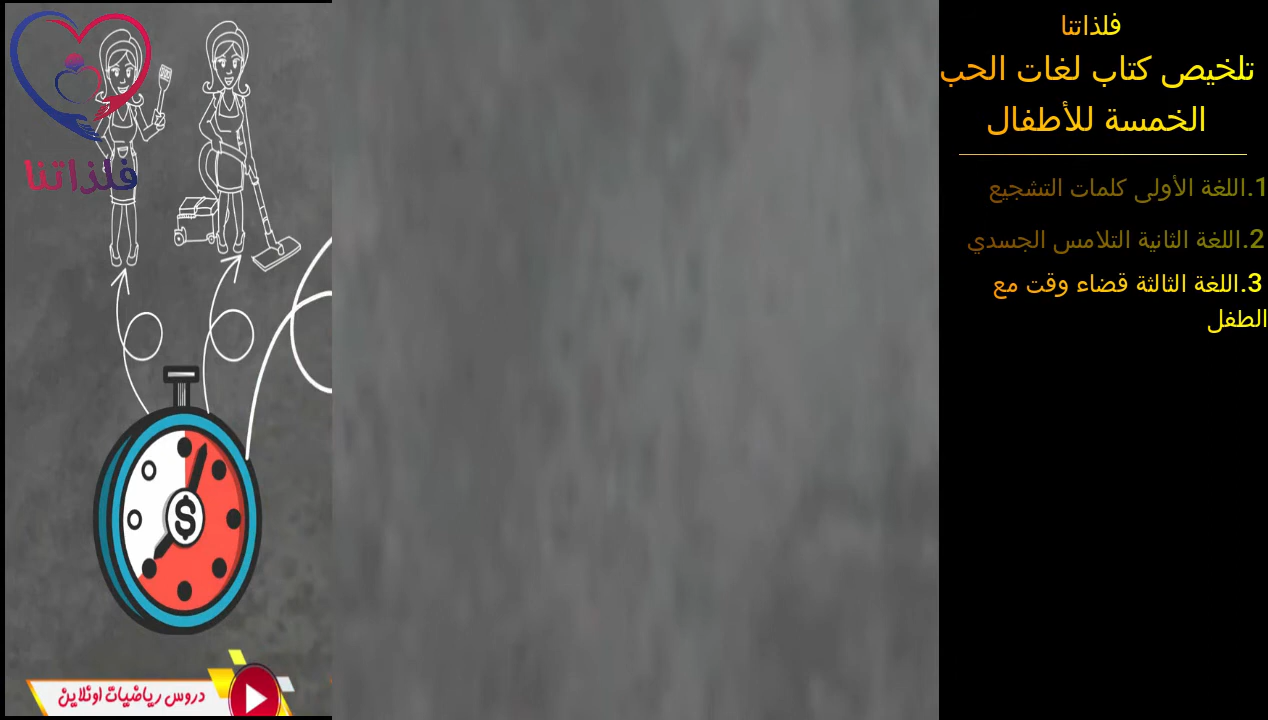 فلذاتنا
تلخيص كتاب لغات الحب
الخمسة للأطفال
1.اللغة الأولى كلمات التشجيع
2.اللغة الثانية التلامس الجسدي
3.اللغة الثالثة قضاء وقت مع
الطفل
فلذاتنا
$
دروس رياضيات اونلاين